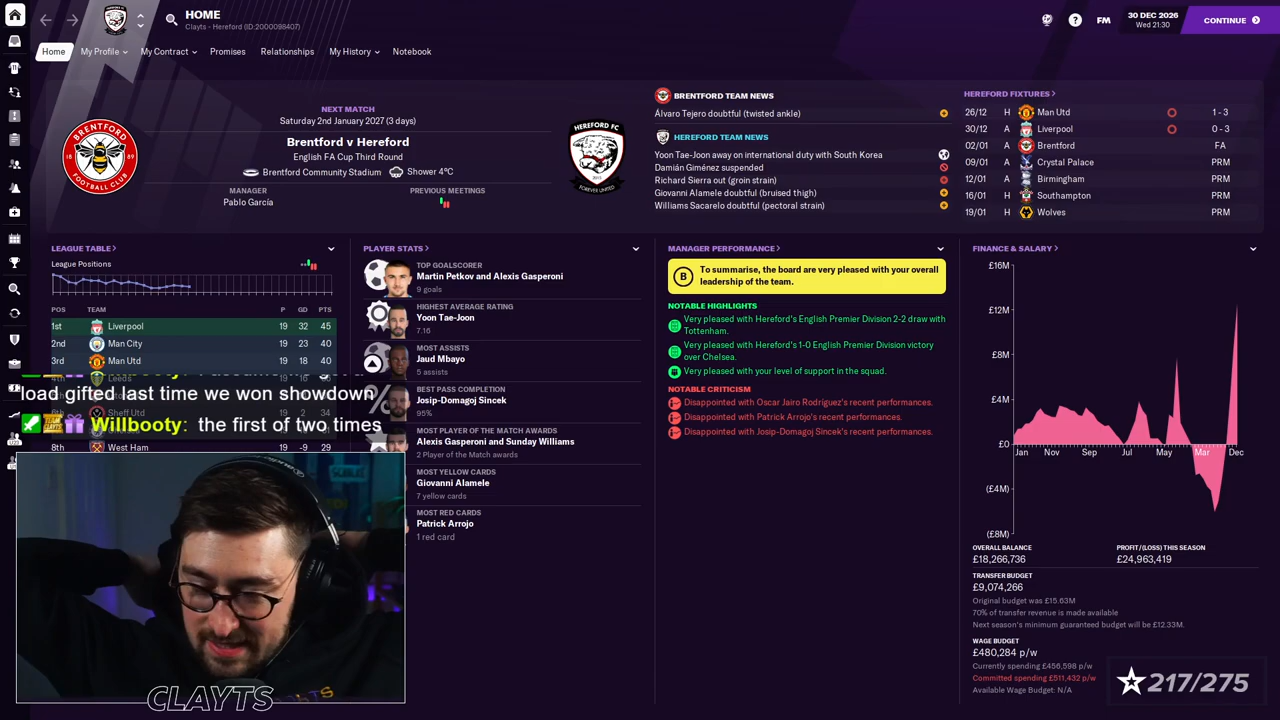 HOME
Clayts - Hereford (ID:2000098407)
30 DEC 2026
Wed 21:30
FM
CONTINUE
Home
My Profile
My Contract
Promises
Relationships
My History
Notebook
NEXT MATCH
Saturday 2nd January 2027 (3 days)
Brentford v Hereford
English FA Cup Third Round
Brentford Community Stadium
Shower 4°C
MANAGER
Pablo García
PREVIOUS MEETINGS
BRENTFORD
FOOTBALL CLUB
HEREFORD FC
FOREVER UNITED
BRENTFORD TEAM NEWS
Álvaro Tejero doubtful (twisted ankle)
HEREFORD TEAM NEWS
Yoon Tae-Joon away on international duty with South Korea
Damián Giménez suspended
Richard Sierra out (groin strain)
Giovanni Alamele doubtful (bruised thigh)
Williams Sacarelo doubtful (pectoral strain)
HEREFORD FIXTURES
26/12 H Man Utd 1 - 3
30/12 A Liverpool 0 - 3
02/01 A Brentford FA
09/01 A Crystal Palace PRM
12/01 A Birmingham PRM
16/01 H Southampton PRM
19/01 H Wolves PRM
LEAGUE TABLE
League Positions
POS TEAM P GD PTS
1st Liverpool 19 32 45
2nd Man City 19 23 40
3rd Man Utd 19 18 40
Leeds
load gifted last time we won showdown
Sheff Utd
Willbooty: the first of two times
8th West Ham 19 -9 29
PLAYER STATS
TOP GOALSCORER
Martin Petkov and Alexis Gasperoni
9 goals
HIGHEST AVERAGE RATING
Yoon Tae-Joon
7.16
MOST ASSISTS
Jaud Mbayo
5 assists
BEST PASS COMPLETION
Josip-Domagoj Sincek
95%
MOST PLAYER OF THE MATCH AWARDS
Alexis Gasperoni and Sunday Williams
2 Player of the Match awards
MOST YELLOW CARDS
Giovanni Alamele
7 yellow cards
MOST RED CARDS
Patrick Arrojo
1 red card
MANAGER PERFORMANCE
B
To summarise, the board are very pleased with your overall
leadership of the team.
NOTABLE HIGHLIGHTS
Very pleased with Hereford's English Premier Division 2-2 draw with
Tottenham.
Very pleased with Hereford's 1-0 English Premier Division victory
over Chelsea.
Very pleased with your level of support in the squad.
NOTABLE CRITICISM
Disappointed with Oscar Jairo Rodríguez's recent performances.
Disappointed with Patrick Arrojo's recent performances.
Disappointed with Josip-Domagoj Sincek's recent performances.
FINANCE & SALARY
£16M
£12M
£8M
£4M
£0
(£4M)
(£8M)
Jan Nov Sep Jul May Mar Dec
OVERALL BALANCE
£18,266,736
PROFIT/(LOSS) THIS SEASON
£24,963,419
TRANSFER BUDGET
£9,074,266
Original budget was £15.63M
70% of transfer revenue is made available
Next season's minimum guaranteed budget will be £12.33M.
WAGE BUDGET
£480,284 p/w
Currently spending £456,598 p/w
Committed spending £511,432 p/w
Available Wage Budget: N/A
217/275
CLAYTS